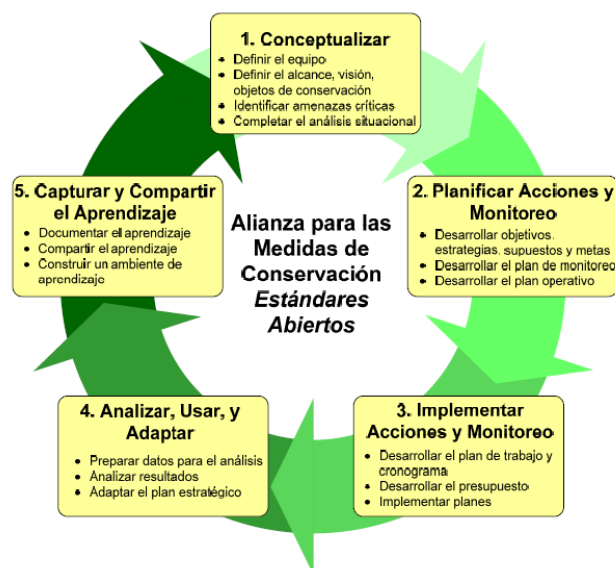 1. Conceptualizar
Definir el equipo
Definir el alcance, visión,
objetos de conservación
Identificar amenazas críticas
Completar el análisis situacional
2. Planificar Acciones y
Monitoreo
Desarrollar objetivos,
estrategias, supuestos y metas
Desarrollar el plan de monitoreo
Desarrollar el plan operativo
3. Implementar
Acciones y Monitoreo
Desarrollar el plan de trabajo y
cronograma
Desarrollar el presupuesto
Implementar planes
4. Analizar, Usar, y
Adaptar
Preparar datos para el análisis
Analizar resultados
Adaptar el plan estratégico
5. Capturar y Compartir
el Aprendizaje
Documentar el aprendizaje
Compartir el aprendizaje
Construir un ambiente de
aprendizaje
Alianza para las
Medidas de
Conservación
Estándares
Abiertos